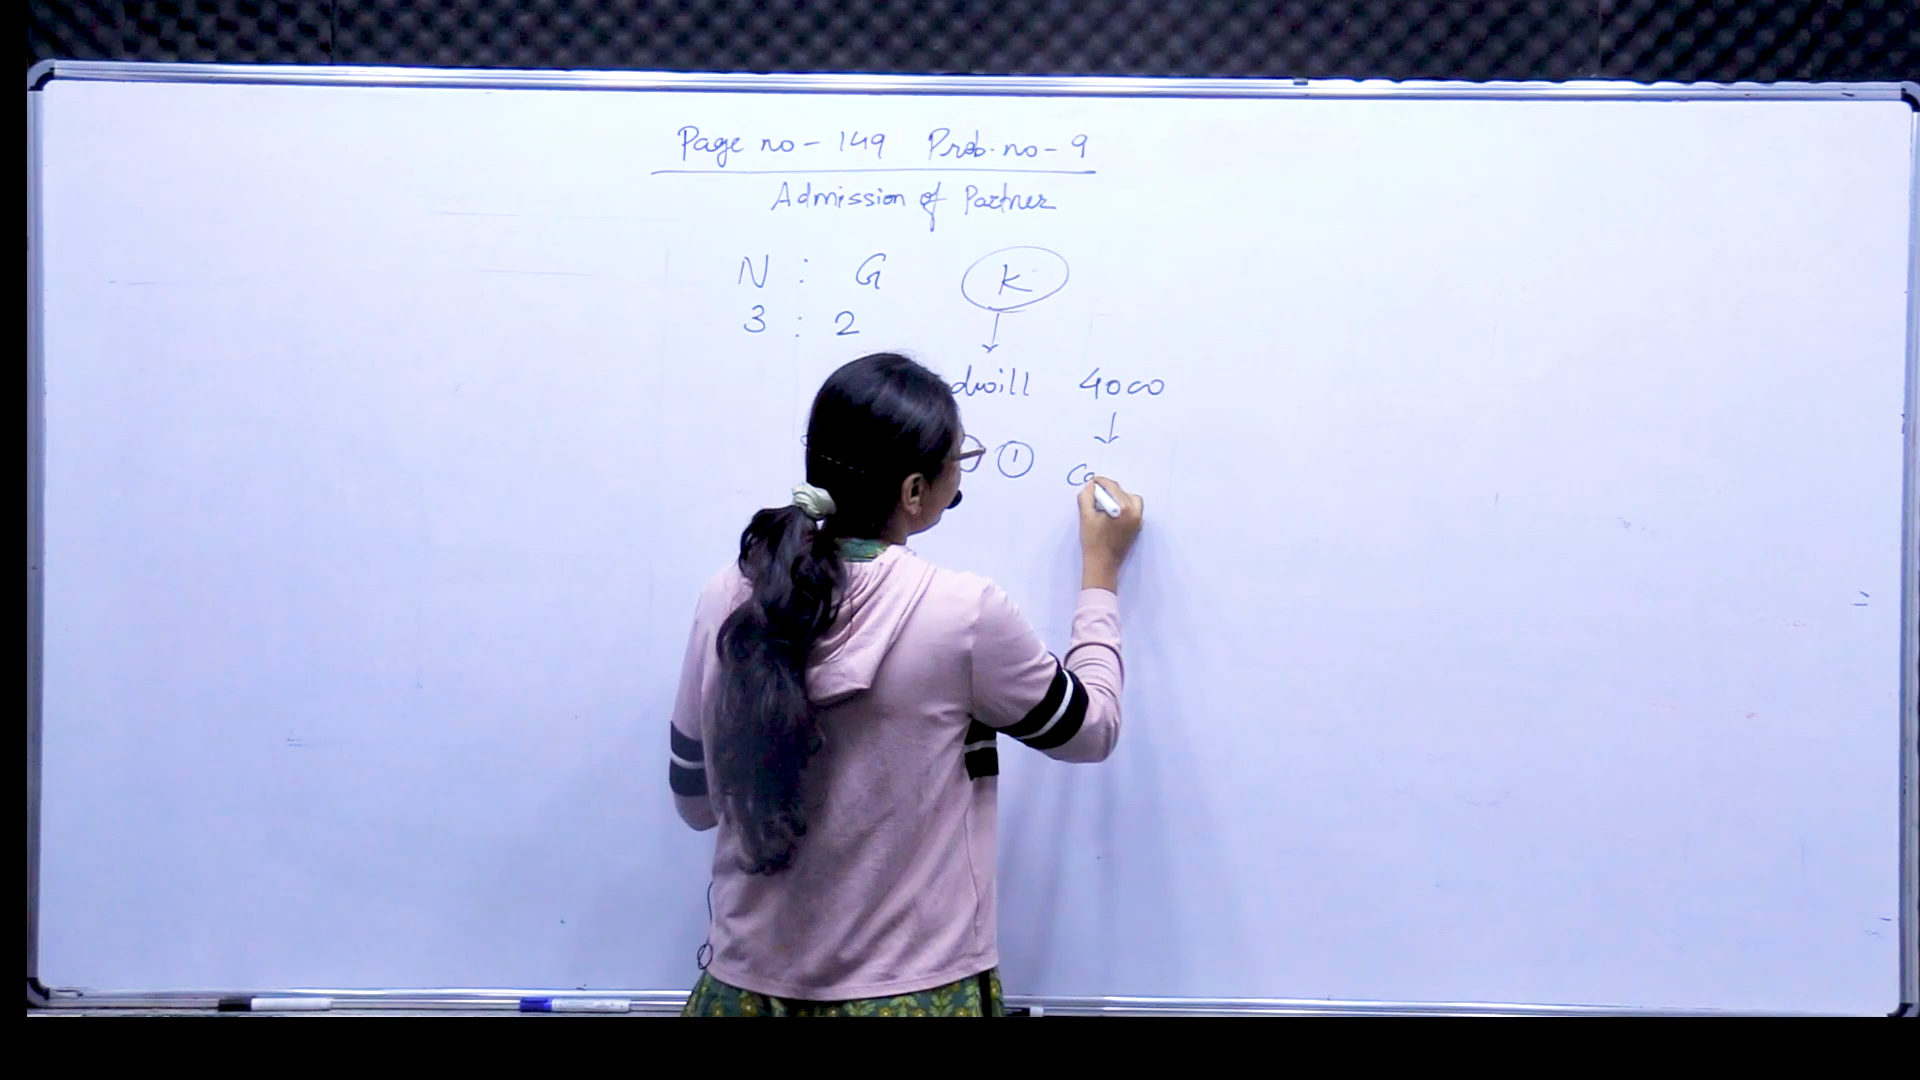 Page no - 149 Prob. no - 9
Admission of Partner
N : G K
3 : 2
dwill 4000
1